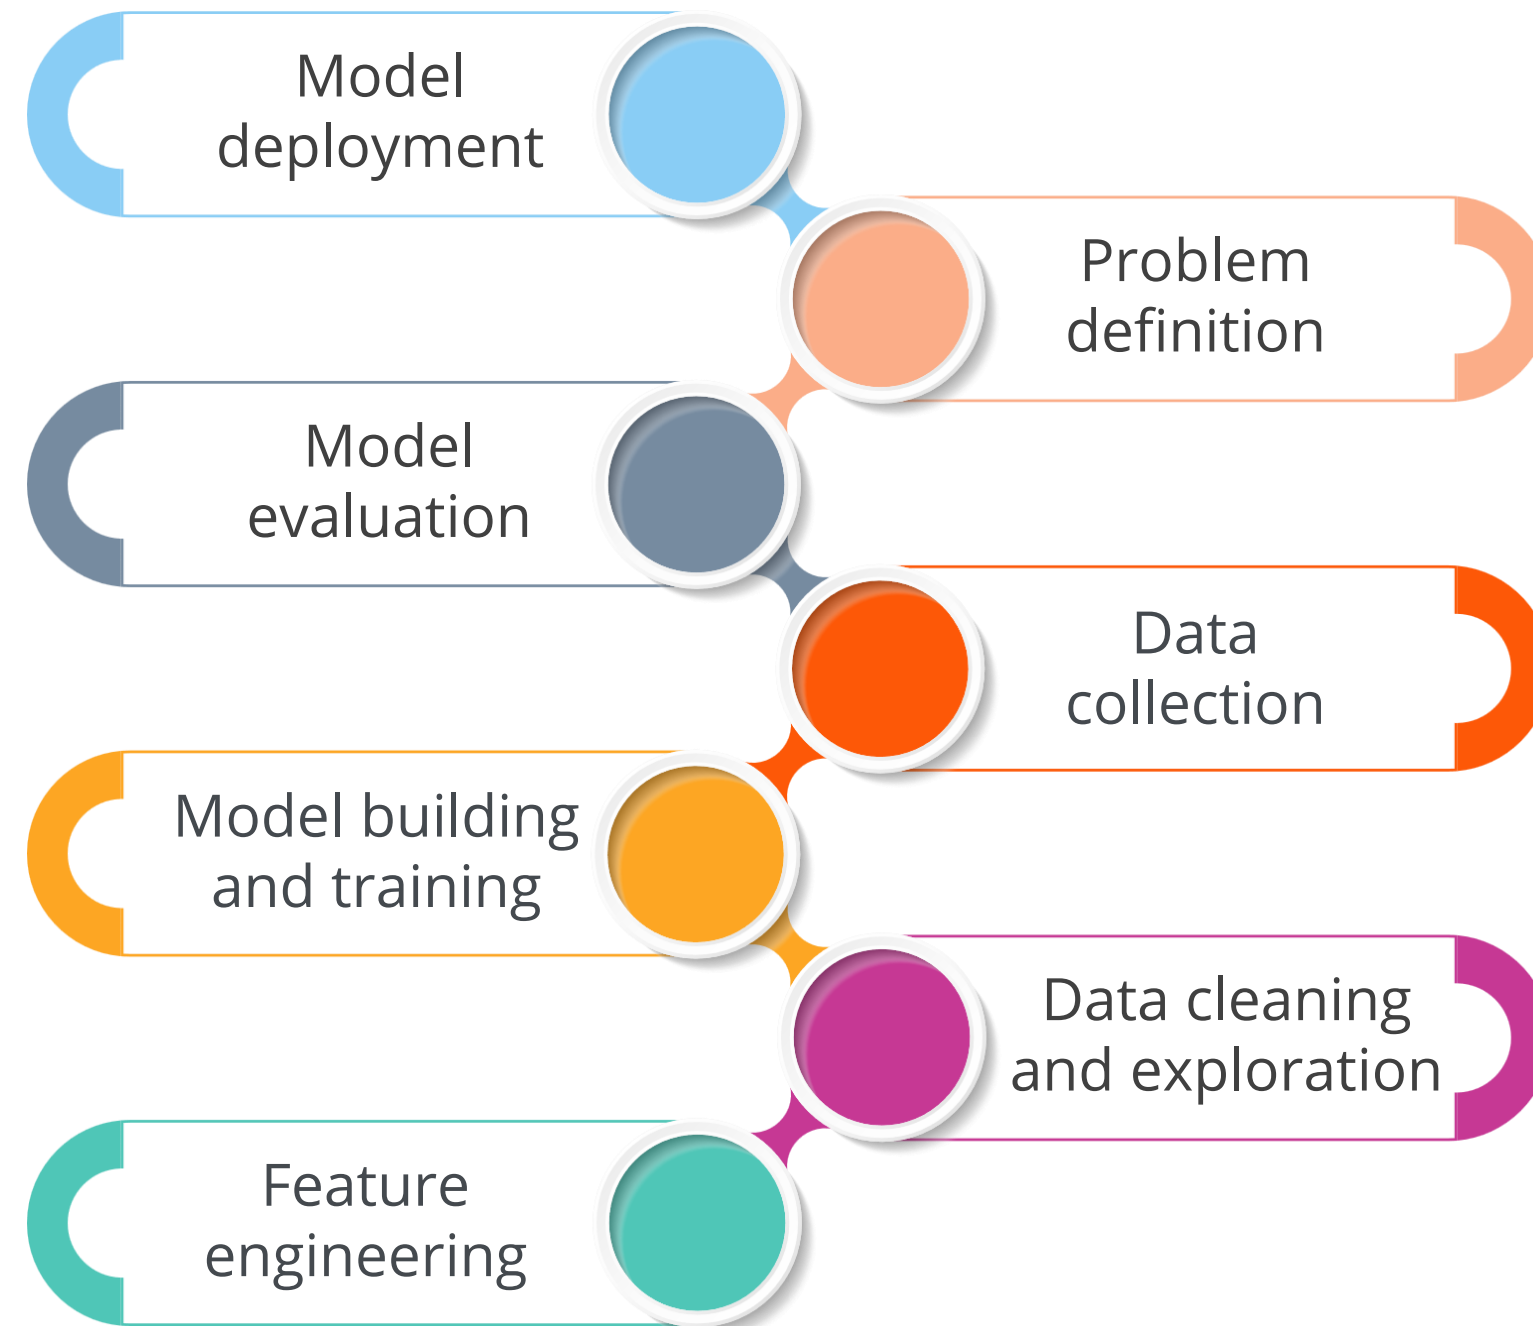 Model
deployment
Problem
definition
Model
evaluation
Data
collection
Model building
and training
Data cleaning
and exploration
Feature
engineering